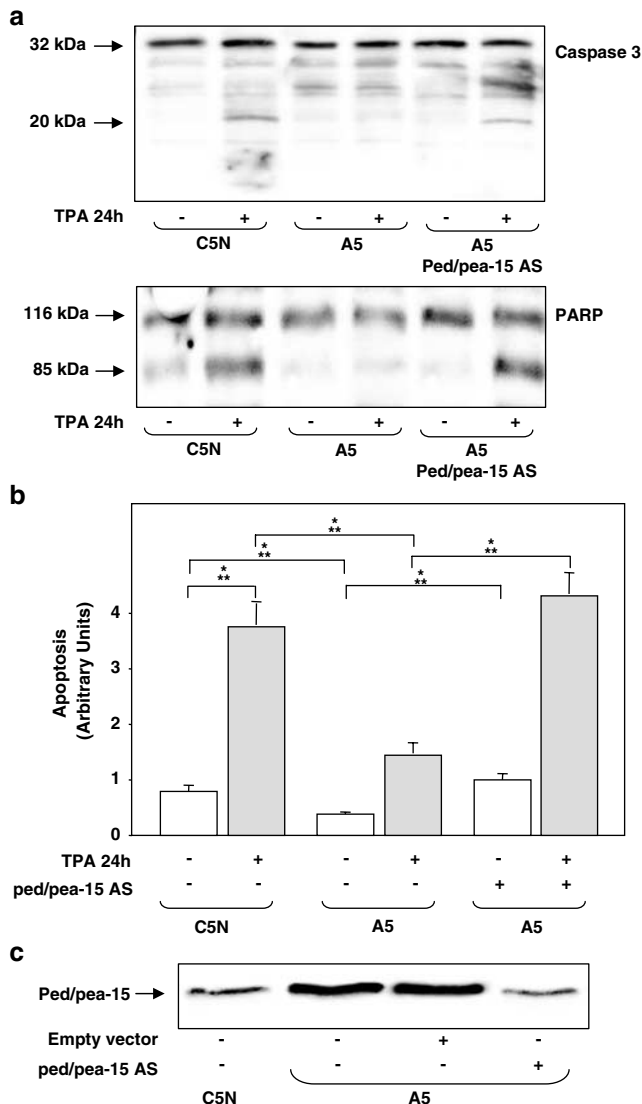 a
32 kDa
Caspase 3
20 kDa
TPA 24h - + - + - +
C5N A5 A5
Ped/pea-15 AS
116 kDa
PARP
85 kDa
TPA 24h - + - + - +
C5N A5 A5
Ped/pea-15 AS
b
* **
* **
* **
* **
* **
Apoptosis
(Arbitrary Units)
4
3
2
1
0
TPA 24h - + - + - +
ped/pea-15 AS - - - - + +
C5N A5 A5
c
Ped/pea-15
Empty vector - - + -
ped/pea-15 AS - - - +
C5N A5